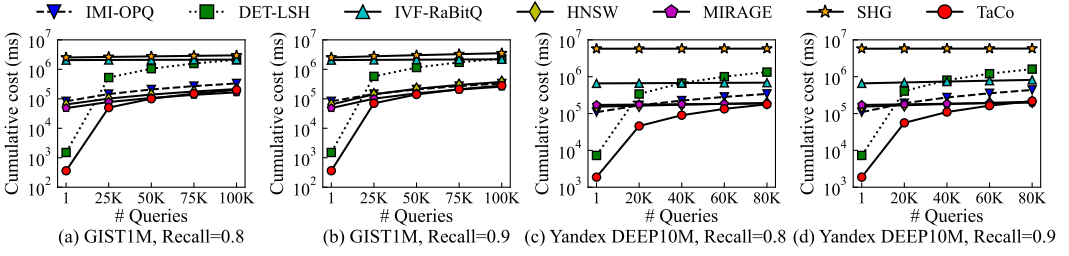 IMI-OPQ DET-LSH IVF-RaBitQ HNSW MIRAGE SHG TaCo
Cumulative cost (ms)
10^7
10^6
10^5
10^4
10^3
10^2
1 25K 50K 75K 100K
# Queries
(a) GIST1M, Recall=0.8
Cumulative cost (ms)
10^7
10^6
10^5
10^4
10^3
10^2
1 25K 50K 75K 100K
# Queries
(b) GIST1M, Recall=0.9
Cumulative cost (ms)
10^7
10^6
10^5
10^4
10^3
1 20K 40K 60K 80K
# Queries
(c) Yandex DEEP10M, Recall=0.8
Cumulative cost (ms)
10^7
10^6
10^5
10^4
10^3
1 20K 40K 60K 80K
# Queries
(d) Yandex DEEP10M, Recall=0.9